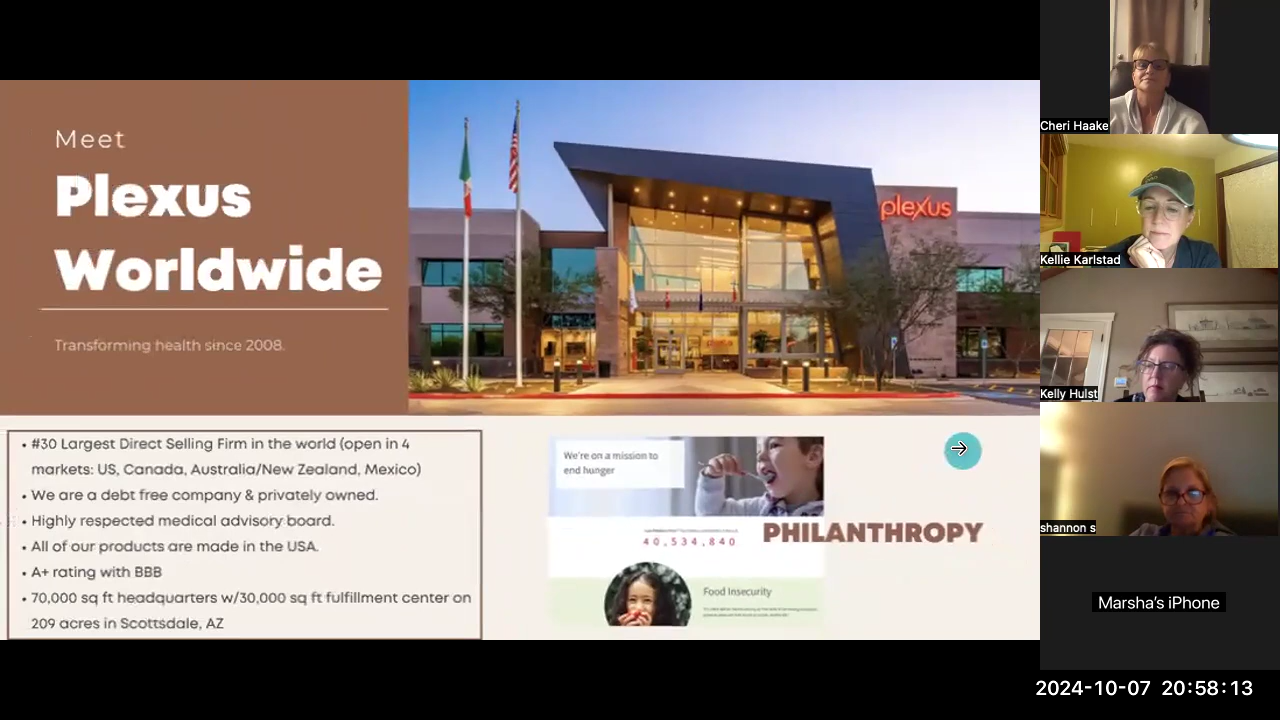 Meet
Plexus
Worldwide
Transforming health since 2008.
plexus
• #30 Largest Direct Selling Firm in the world (open in 4
markets: US, Canada, Australia/New Zealand, Mexico)
• We are a debt free company & privately owned.
• Highly respected medical advisory board.
• All of our products are made in the USA.
• A+ rating with BBB
• 70,000 sq ft headquarters w/30,000 sq ft fulfillment center on
209 acres in Scottsdale, AZ
We're on a mission to
end hunger
40,534,840
PHILANTHROPY
Food Insecurity
Cheri Haake
Kellie Karlstad
Kelly Hulst
shannon s
Marsha's iPhone
2024-10-07 20:58:13